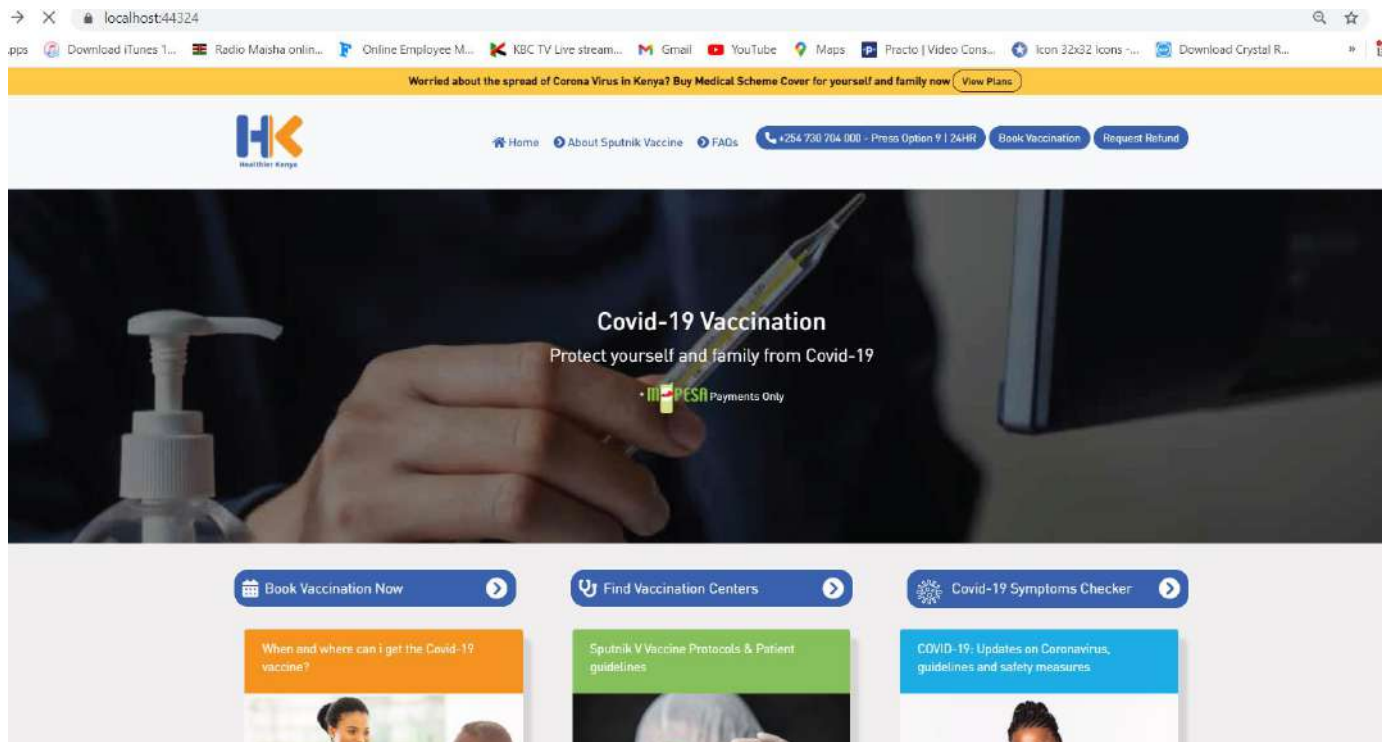 localhost:44324
Download iTunes 1... Radio Maisha onlin... Online Employee M... KBC TV Live stream... Gmail YouTube Maps Practo | Video Cons... Icon 32x32 Icons -... Download Crystal R... »
Worried about the spread of Corona Virus in Kenya? Buy Medical Scheme Cover for yourself and family now View Plans
HK
Healthier Kenya
Home About Sputnik Vaccine FAQs +254 730 704 000 - Press Option 9 | 24HR Book Vaccination Request Refund
Covid-19 Vaccination
Protect yourself and family from Covid-19
• M-PESA Payments Only
Book Vaccination Now Find Vaccination Centers Covid-19 Symptoms Checker
When and where can i get the Covid-19
vaccine?
Sputnik V Vaccine Protocols & Patient
guidelines
COVID-19: Updates on Coronavirus,
guidelines and safety measures